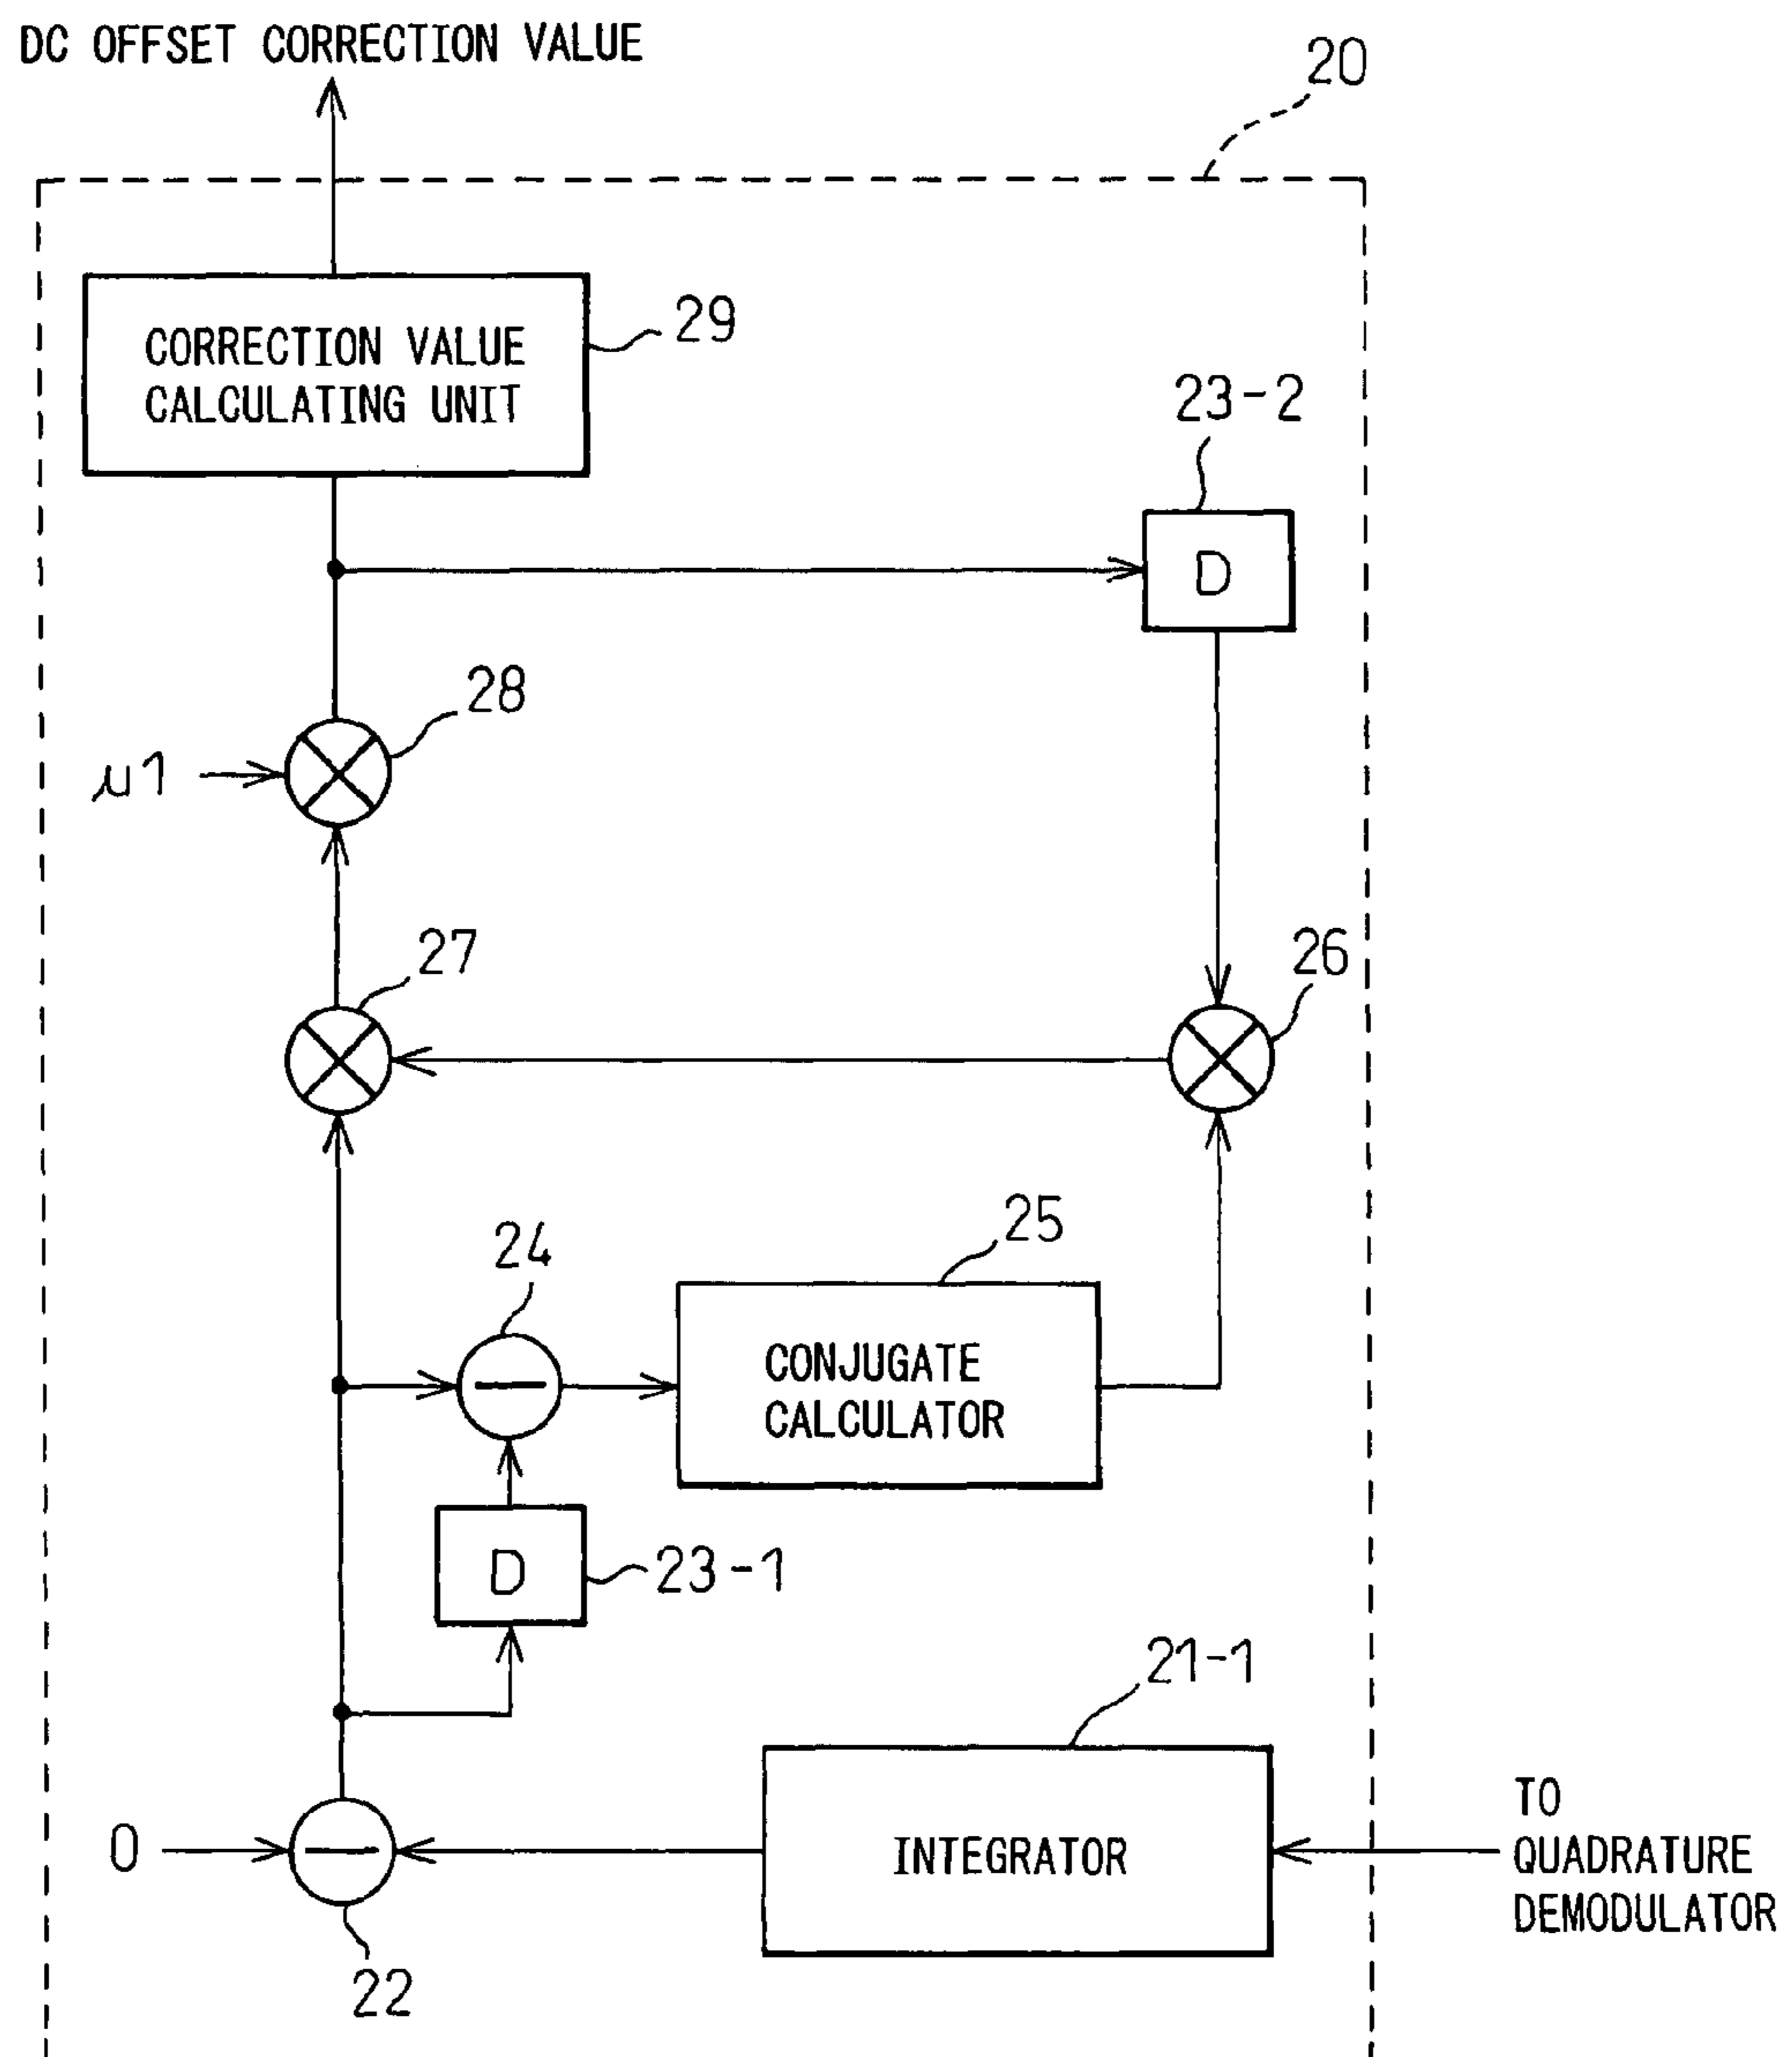 DC OFFSET CORRECTION VALUE
20
CORRECTION VALUE
CALCULATING UNIT
29
23-2
D
28
μ1
27
26
25
24
CONJUGATE
CALCULATOR
D
23-1
21-1
INTEGRATOR
0
22
TO
QUADRATURE
DEMODULATOR